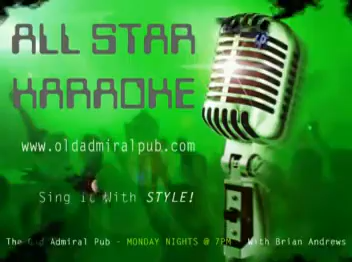 ALL STAR
KARAOKE
www.oldadmiralpub.com
Sing It With STYLE!
The Old Admiral Pub - MONDAY NIGHTS @ 7PM - With Brian Andrews